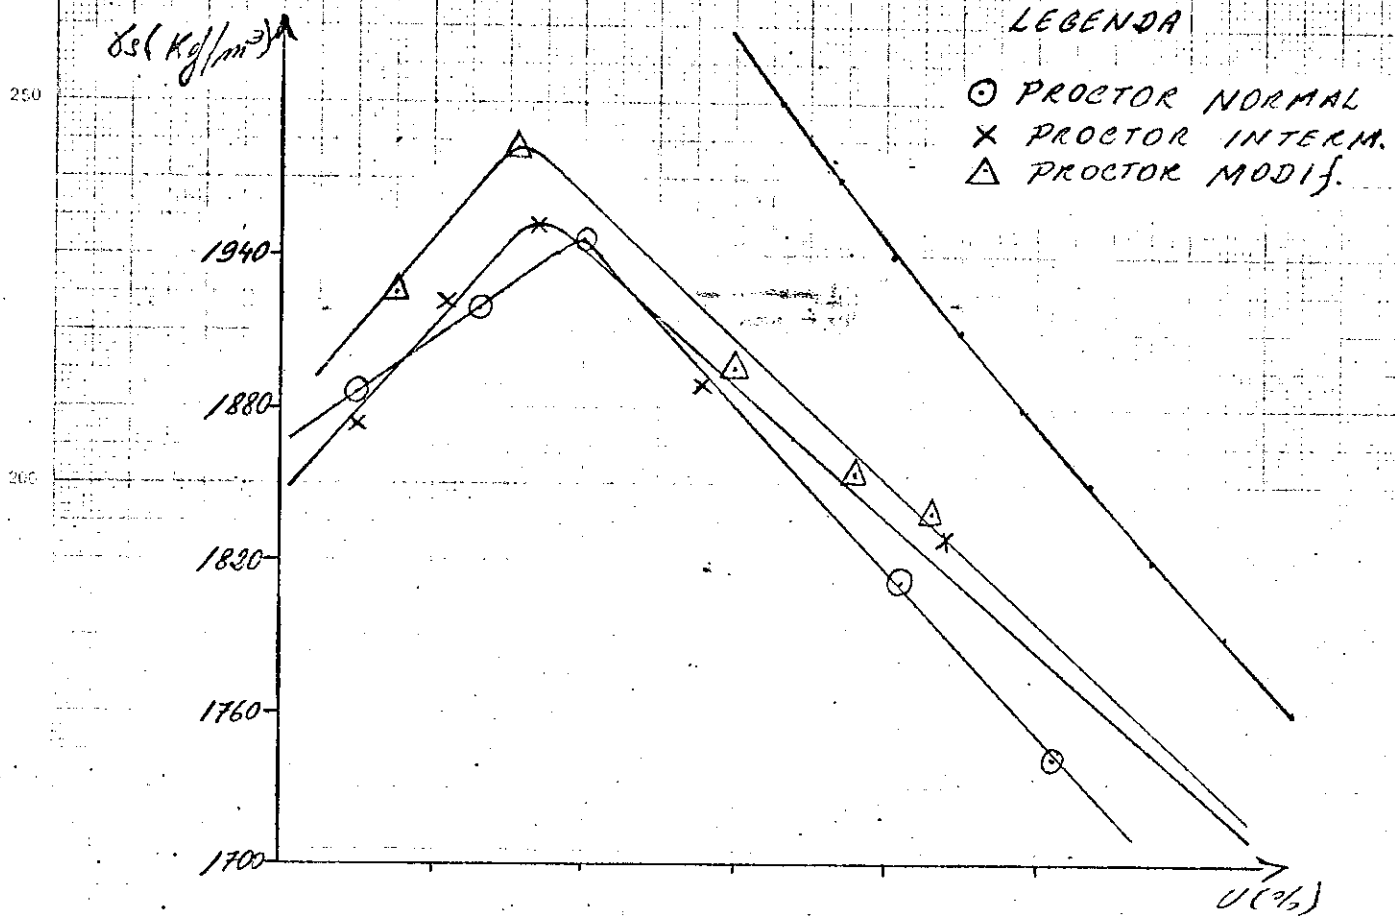 LEGENDA
γs (Kg/m³)
⊙ PROCTOR NORMAL
× PROCTOR INTERM.
△ PROCTOR MODIF.
250
1940
1880
200
1820
1760
1700
U(%)